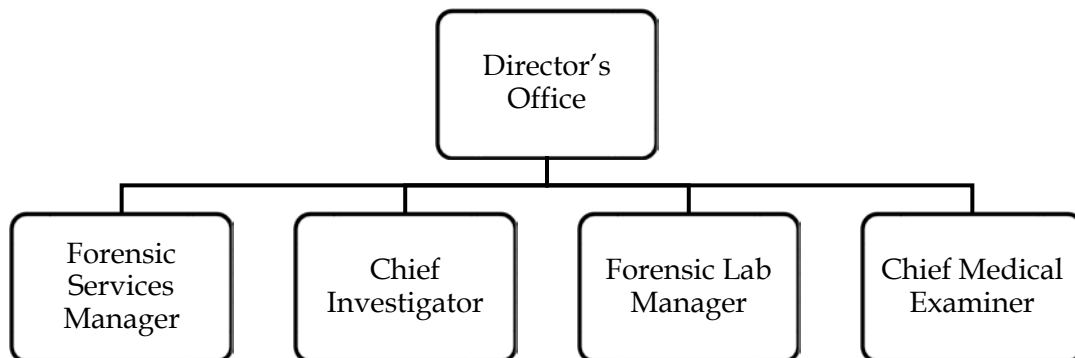 Director’s
Office
Forensic
Services
Manager
Chief
Investigator
Forensic Lab
Manager
Chief Medical
Examiner